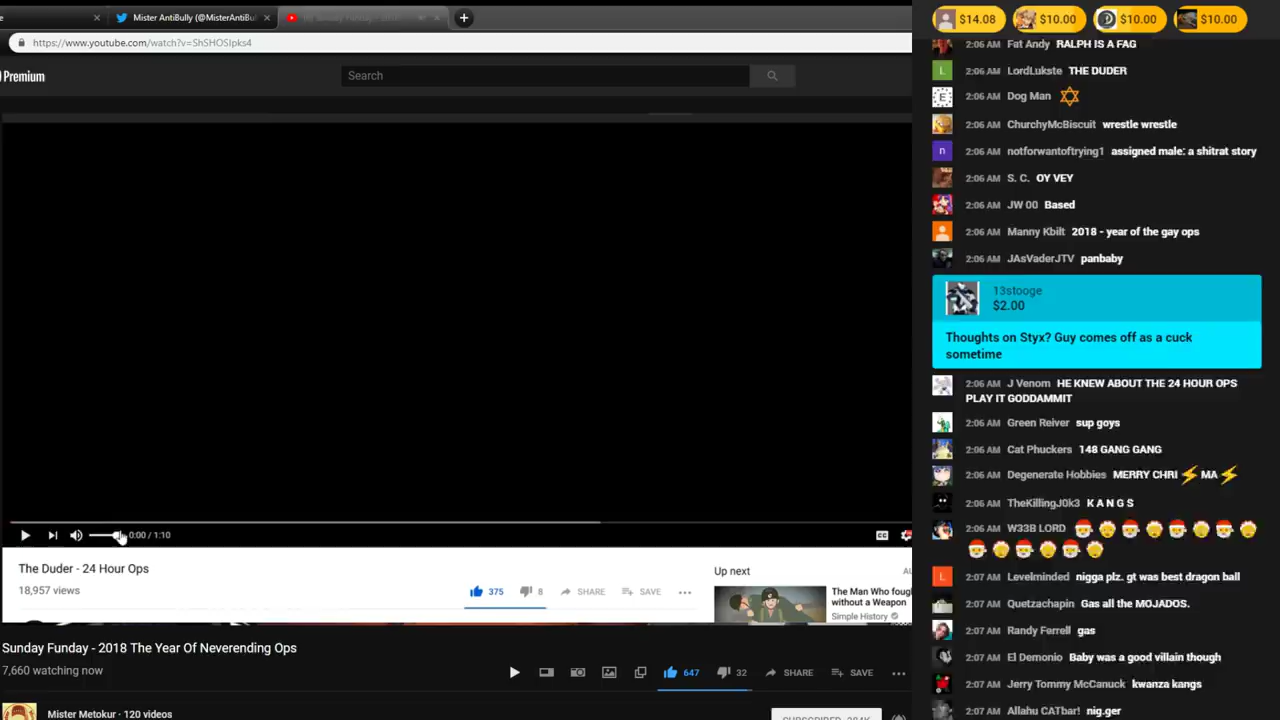 Mister AntiBully (@MisterAntiBul
https://www.youtube.com/watch?v=ShSHOSIpks4
Premium
Search
0:00 / 1:10
The Duder - 24 Hour Ops
18,957 views
375
8
SHARE
SAVE
Up next
AU
The Man Who foug
without a Weapon
Simple History
Sunday Funday - 2018 The Year Of Neverending Ops
7,660 watching now
647
32
SHARE
SAVE
Mister Metokur · 120 videos
$14.08
$10.00
$10.00
$10.00
2:06 AM Fat Andy RALPH IS A FAG
L
2:06 AM LordLukste THE DUDER
E
2:06 AM Dog Man ✡
2:06 AM ChurchyMcBiscuit wrestle wrestle
n
2:06 AM notforwantoftrying1 assigned male: a shitrat story
2:06 AM S. C. OY VEY
2:06 AM JW 00 Based
2:06 AM Manny Kbilt 2018 - year of the gay ops
2:06 AM JAsVaderJTV panbaby
13stooge
$2.00
Thoughts on Styx? Guy comes off as a cuck
sometime
2:06 AM J Venom HE KNEW ABOUT THE 24 HOUR OPS
PLAY IT GODDAMMIT
2:06 AM Green Reiver sup goys
2:06 AM Cat Phuckers 148 GANG GANG
2:06 AM Degenerate Hobbies MERRY CHRI⚡MA⚡
2:06 AM TheKillingJ0k3 K A N G S
2:06 AM W33B LORD 🎅🤶🎅🤶🎅🤶🎅🤶
🎅🤶🎅🤶🎅🤶
L
2:07 AM Levelminded nigga plz. gt was best dragon ball
2:07 AM Quetzachapin Gas all the MOJADOS.
2:07 AM Randy Ferrell gas
2:07 AM El Demonio Baby was a good villain though
2:07 AM Jerry Tommy McCanuck kwanza kangs
2:07 AM Allahu CATbar! nig.ger